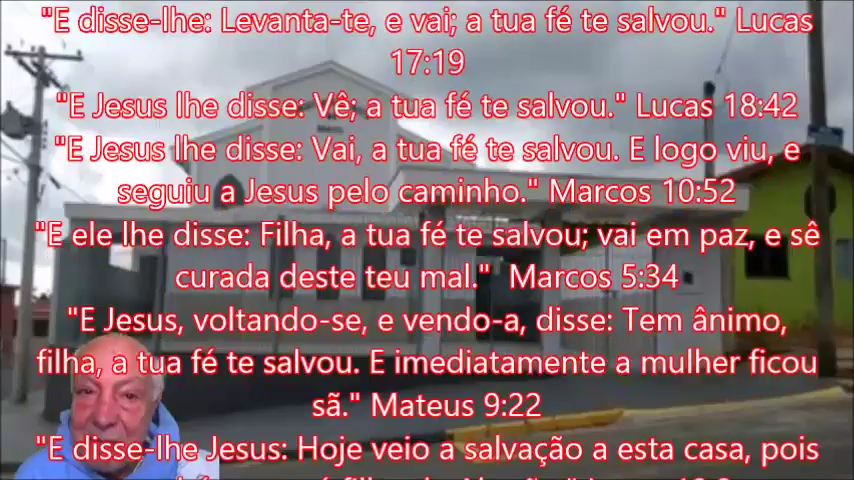 "E disse-lhe: Levanta-te, e vai; a tua fé te salvou." Lucas
17:19
"E Jesus lhe disse: Vê; a tua fé te salvou." Lucas 18:42
"E Jesus lhe disse: Vai, a tua fé te salvou. E logo viu, e
seguiu a Jesus pelo caminho." Marcos 10:52
"E ele lhe disse: Filha, a tua fé te salvou; vai em paz, e sê
curada deste teu mal."  Marcos 5:34
"E Jesus, voltando-se, e vendo-a, disse: Tem ânimo,
filha, a tua fé te salvou. E imediatamente a mulher ficou
sã." Mateus 9:22
"E disse-lhe Jesus: Hoje veio a salvação a esta casa, pois